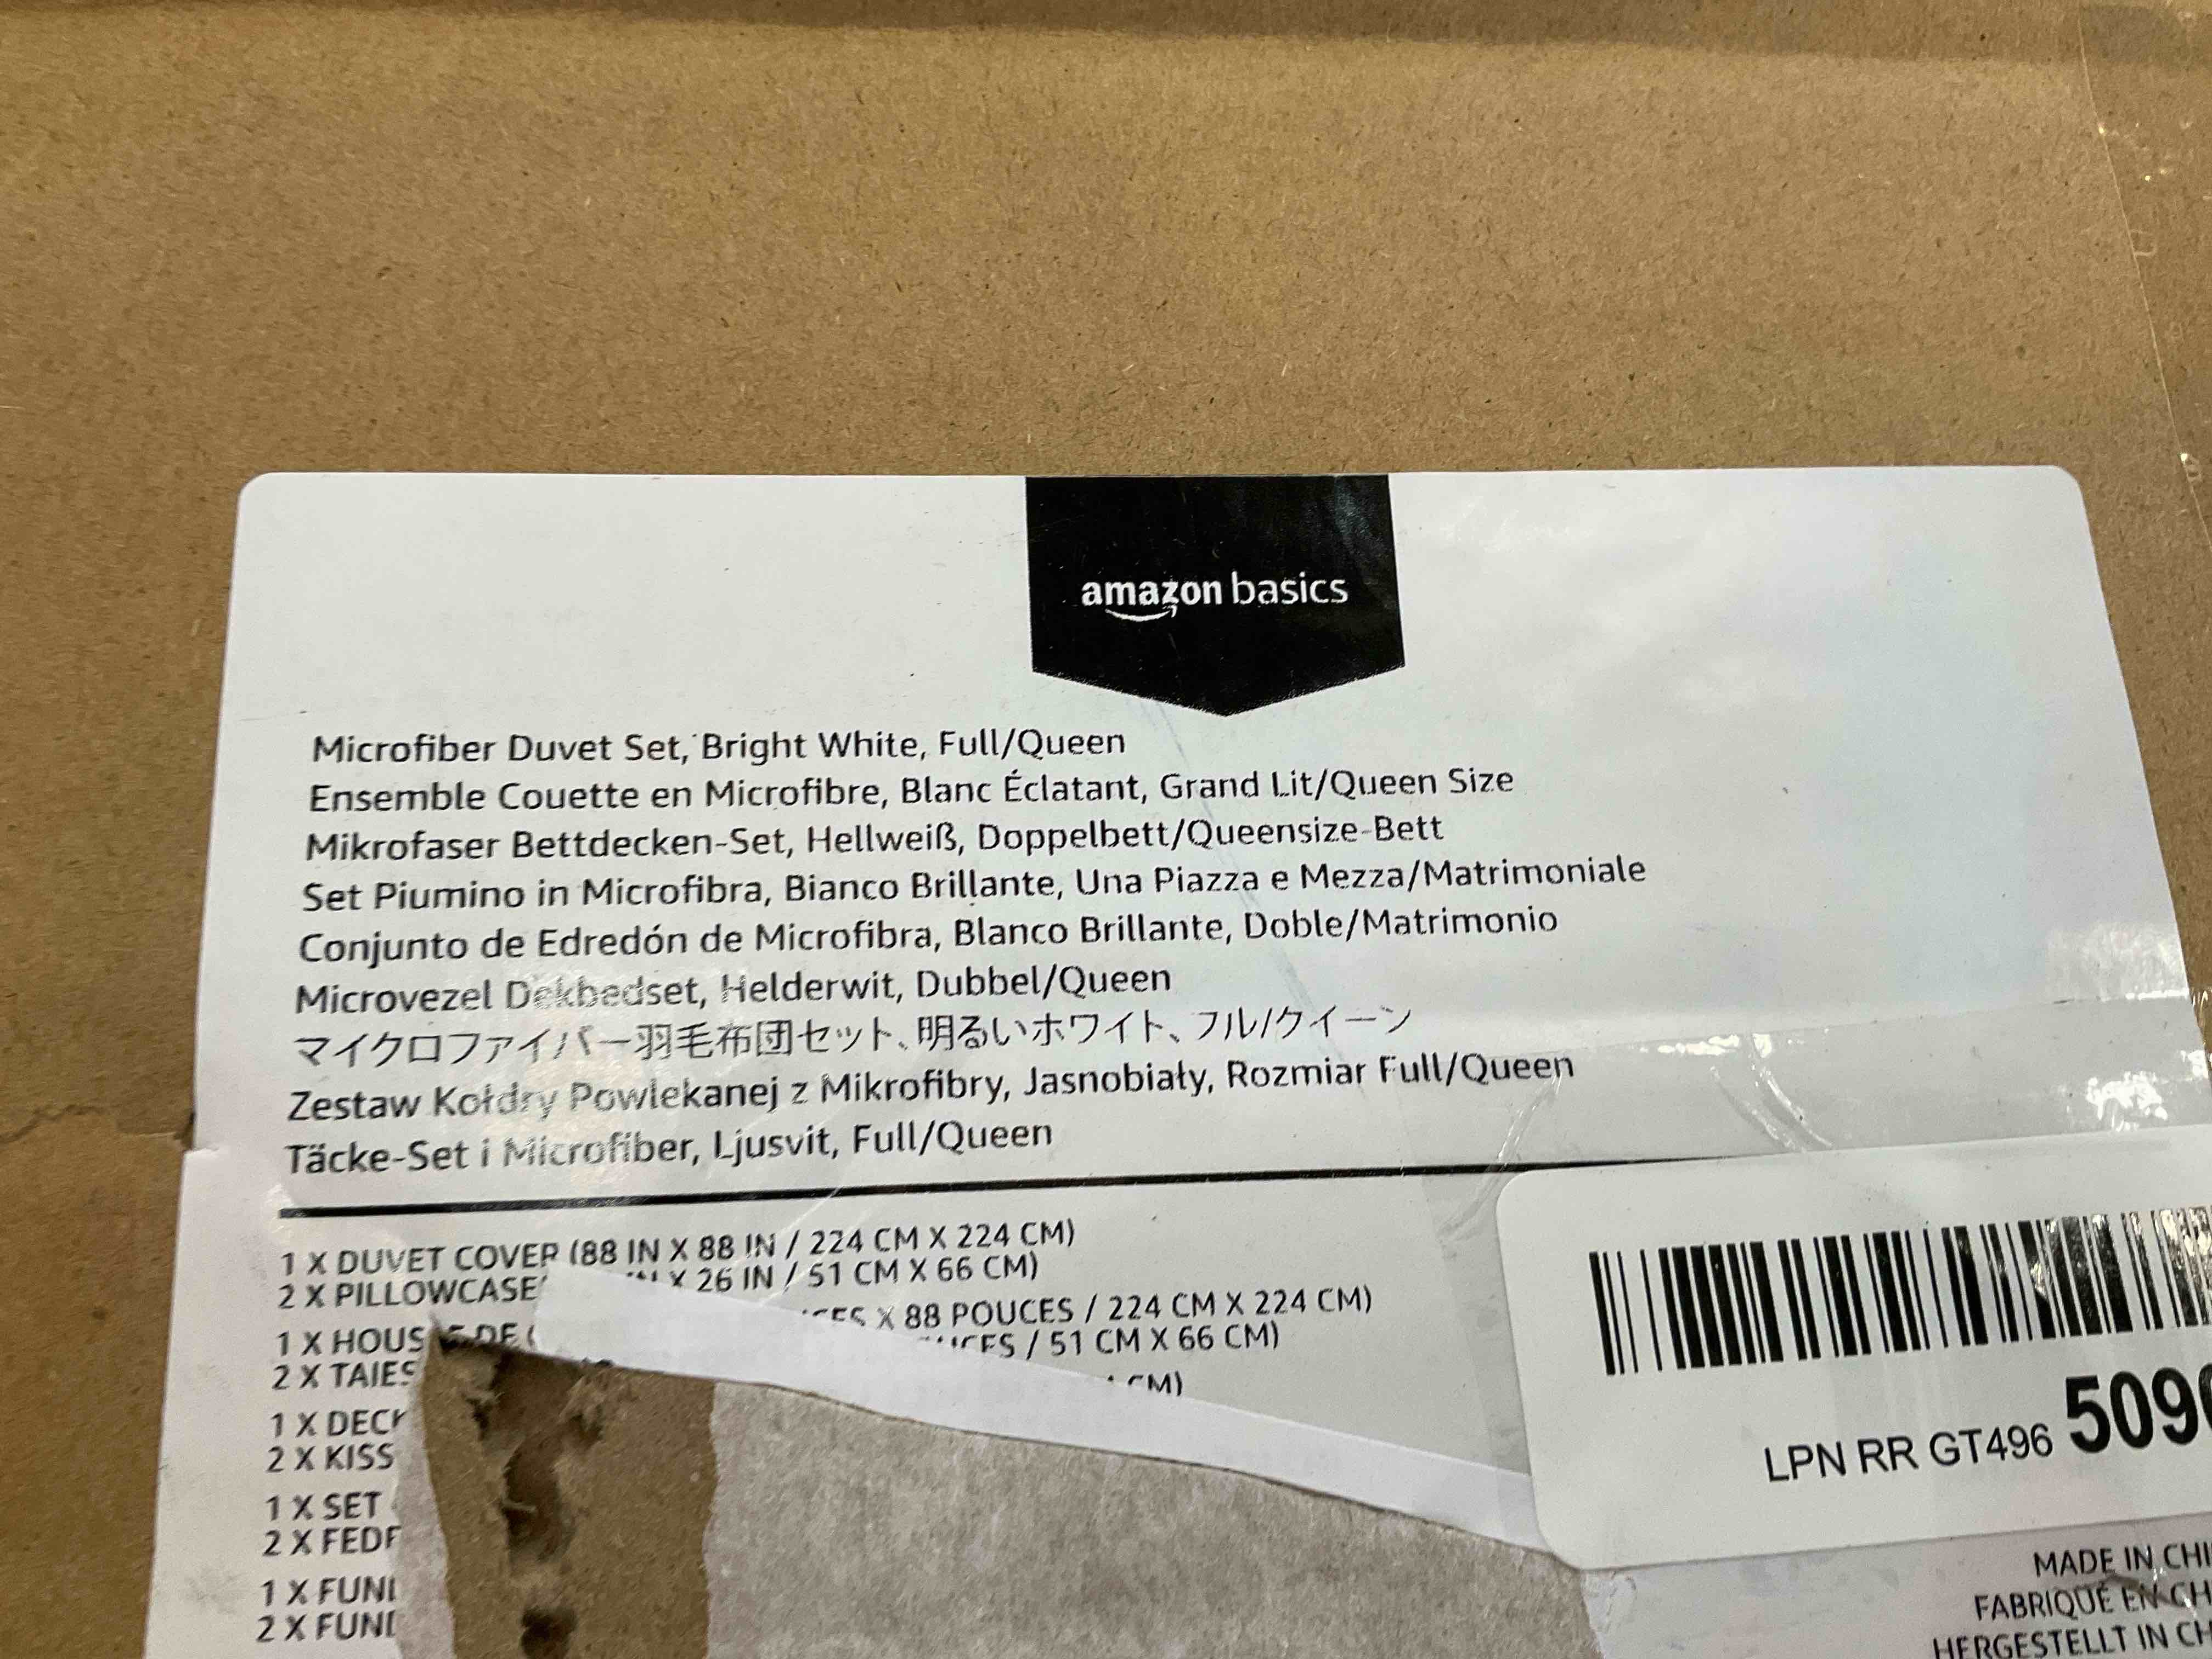 amazon basics
Microfiber Duvet Set, Bright White, Full/Queen
Ensemble Couette en Microfibre, Blanc Éclatant, Grand Lit/Queen Size
Mikrofaser Bettdecken-Set, Hellweiß, Doppelbett/Queensize-Bett
Set Piumino in Microfibra, Bianco Brillante, Una Piazza e Mezza/Matrimoniale
Conjunto de Edredón de Microfibra, Blanco Brillante, Doble/Matrimonio
Microvezel Dekbedset, Helderwit, Dubbel/Queen
マイクロファイバー羽毛布団セット、明るいホワイト、フル/クイーン
Zestaw Kołdry Powlekanej z Mikrofibry, Jasnobiały, Rozmiar Full/Queen
Täcke-Set i Microfiber, Ljusvit, Full/Queen
1 X DUVET COVER (88 IN X 88 IN / 224 CM X 224 CM)
2 X PILLOWCASE X 26 IN / 51 CM X 66 CM)
1 X HOUSSE DE X 88 POUCES / 224 CM X 224 CM)
2 X TAIES / 51 CM X 66 CM)
1 X DECK CM)
2 X KISS
1 X SET
2 X FEDE
1 X FUN
2 X FUN
LPN RR GT496 509
MADE IN CHI
FABRIQUÉ EN CH
HERGESTELLT IN CH